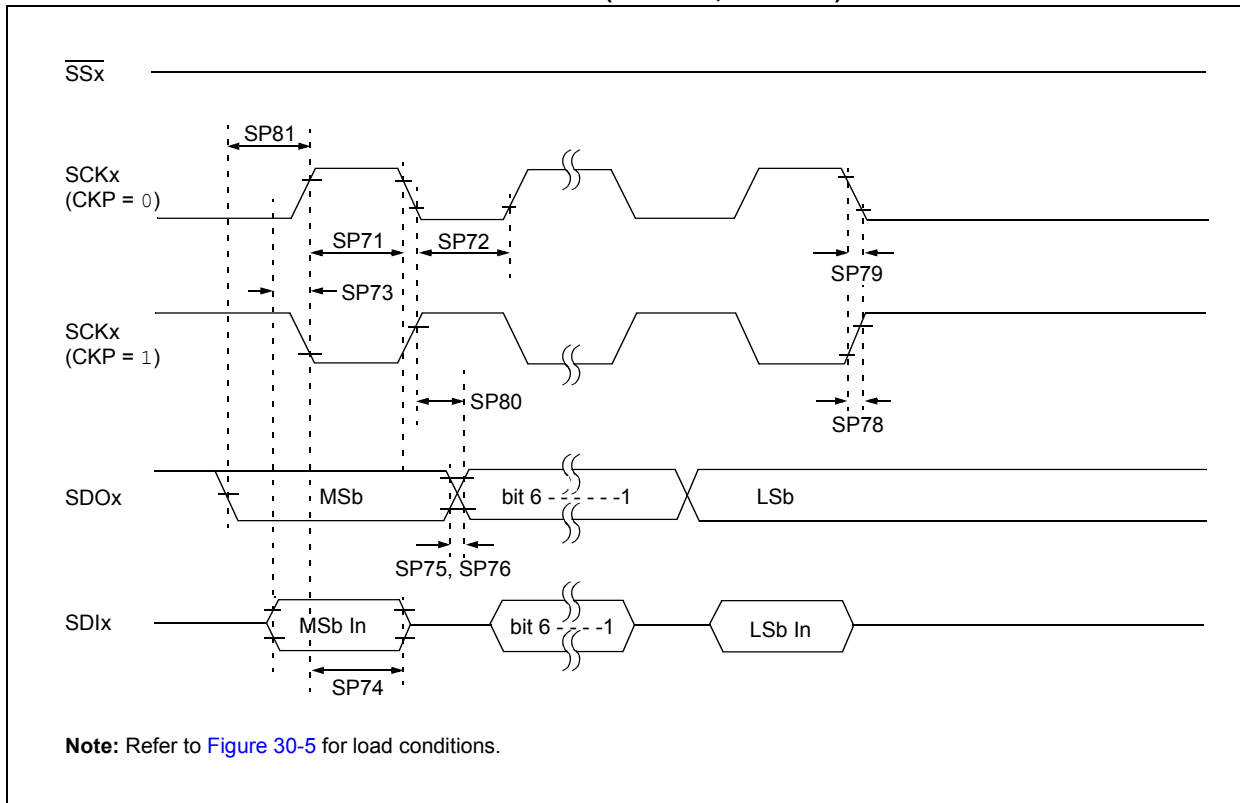 SSx
SP81
SCKx
(CKP = 0)
SP71
SP72
SP79
SP73
SCKx
(CKP = 1)
SP80
SP78
SDOx
MSb
bit 6 - - - - - -1
LSb
SP75, SP76
SDIx
MSb In
bit 6 - - - -1
LSb In
SP74
Note: Refer to Figure 30-5 for load conditions.